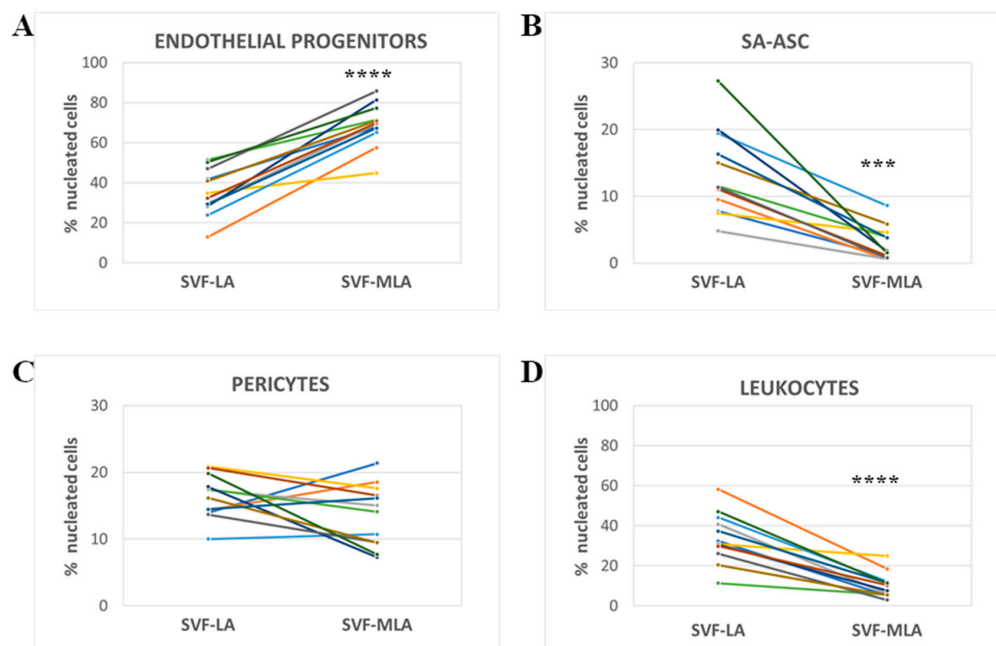 A
ENDOTHELIAL PROGENITORS
% nucleated cells
100
80
60
40
20
0
****
SVF-LA
SVF-MLA
B
SA-ASC
% nucleated cells
30
20
10
0
***
SVF-LA
SVF-MLA
C
PERICYTES
% nucleated cells
30
20
10
0
SVF-LA
SVF-MLA
D
LEUKOCYTES
% nucleated cells
100
80
60
40
20
0
****
SVF-LA
SVF-MLA